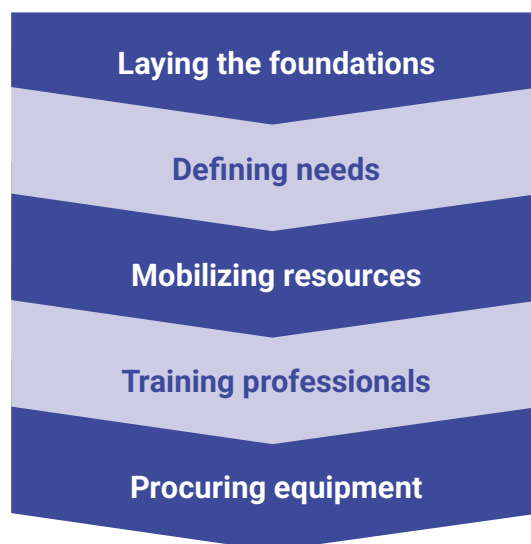 Laying the foundations
Defining needs
Mobilizing resources
Training professionals
Procuring equipment